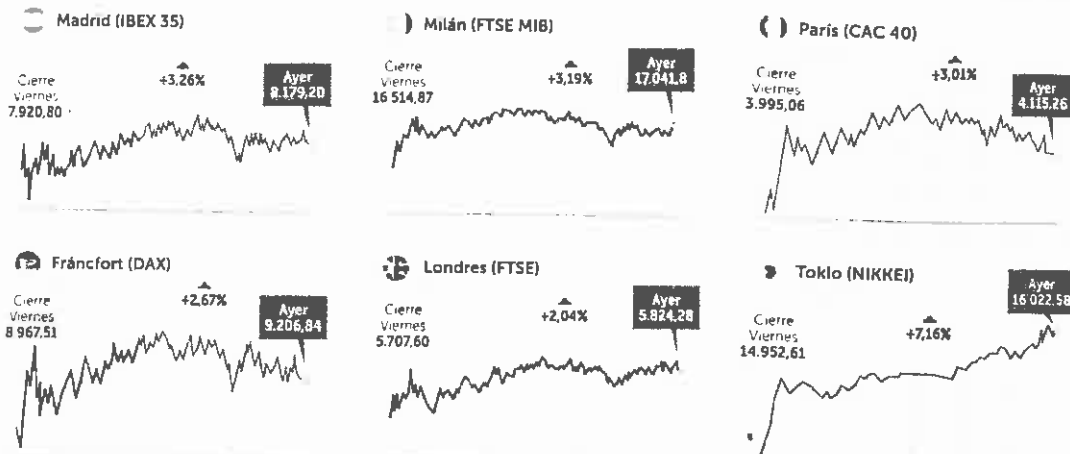 Madrid (IBEX 35)
Cierre
Viernes
7.920,80
+3,26%
Ayer
8.179,20
Milán (FTSE MIB)
Cierre
Viernes
16 514,87
+3,19%
Ayer
17.041,8
París (CAC 40)
Cierre
Viernes
3.995,06
+3,01%
Ayer
4.115,26
Fráncfort (DAX)
Cierre
Viernes
8 967,51
+2,67%
Ayer
9.206,84
Londres (FTSE)
Cierre
Viernes
5.707,60
+2,04%
Ayer
5.824,28
Tokio (NIKKEI)
Cierre
Viernes
14.952,61
+7,16%
Ayer
16 022,58